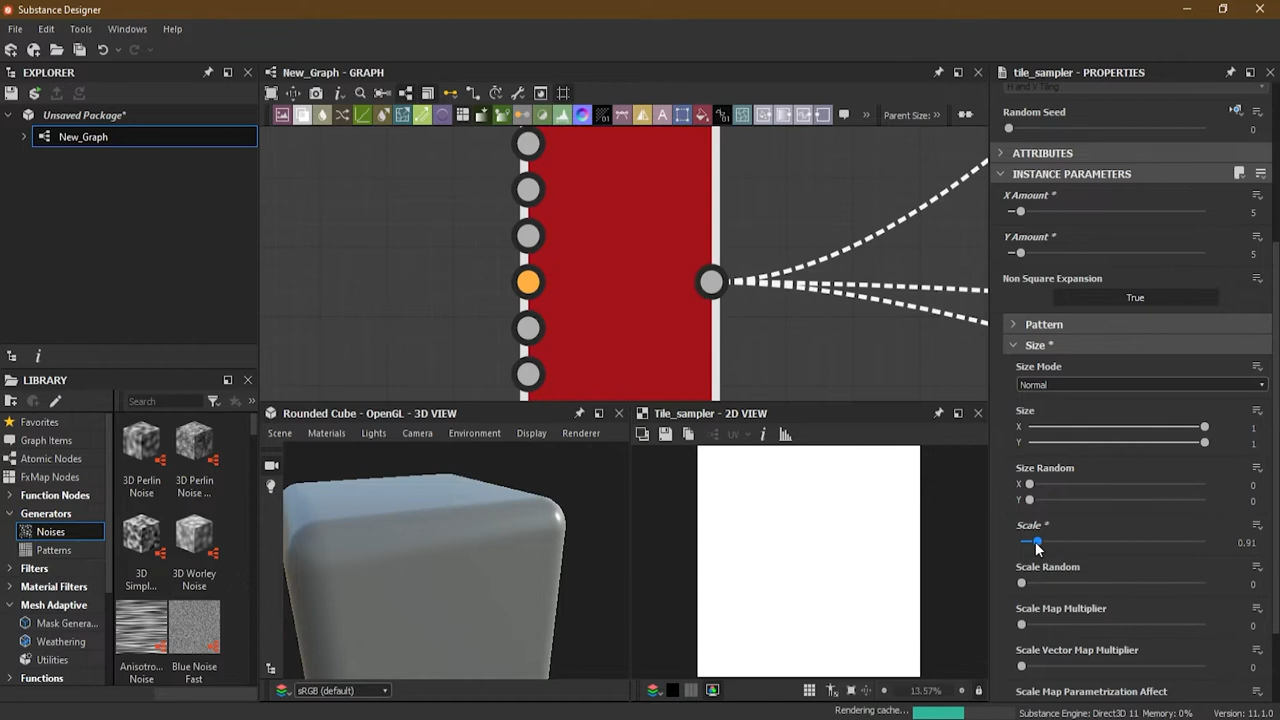 Substance Designer
File Edit Tools Windows Help
EXPLORER
Unsaved Package*
New_Graph
LIBRARY
Search
Favorites
Graph Items
Atomic Nodes
FxMap Nodes
Function Nodes
Generators
Noises
Patterns
Filters
Material Filters
Mesh Adaptive
Mask Genera...
Weathering
Utilities
Functions
3D Perlin Noise
3D Perlin Noise ...
3D Simpl...
3D Worley Noise
Anisotro... Noise
Blue Noise Fast
New_Graph - GRAPH
Parent Size:
Rounded Cube - OpenGL - 3D VIEW
Scene Materials Lights Camera Environment Display Renderer
sRGB (default)
Tile_sampler - 2D VIEW
UV
13.57%
tile_sampler - PROPERTIES
H and V Tiling
Random Seed
0
ATTRIBUTES
INSTANCE PARAMETERS
X Amount *
5
Y Amount *
5
Non Square Expansion
True
Pattern
Size *
Size Mode
Normal
Size
X 1
Y 1
Size Random
X 0
Y 0
Scale *
0.91
Scale Random
0
Scale Map Multiplier
0
Scale Vector Map Multiplier
0
Scale Map Parametrization Affect
Rendering cache... Substance Engine: Direct3D 11 Memory: 0% Version: 11.1.0